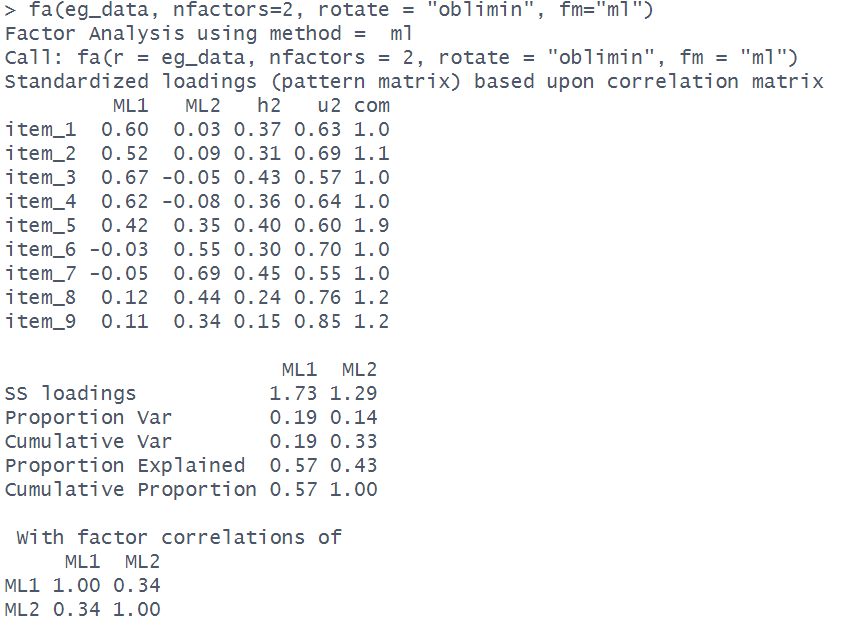 > fa(eg_data, nfactors=2, rotate = "oblimin", fm="ml")
Factor Analysis using method =  ml
Call: fa(r = eg_data, nfactors = 2, rotate = "oblimin", fm = "ml")
Standardized loadings (pattern matrix) based upon correlation matrix
         ML1   ML2   h2   u2 com
item_1  0.60  0.03 0.37 0.63 1.0
item_2  0.52  0.09 0.31 0.69 1.1
item_3  0.67 -0.05 0.43 0.57 1.0
item_4  0.62 -0.08 0.36 0.64 1.0
item_5  0.42  0.35 0.40 0.60 1.9
item_6 -0.03  0.55 0.30 0.70 1.0
item_7 -0.05  0.69 0.45 0.55 1.0
item_8  0.12  0.44 0.24 0.76 1.2
item_9  0.11  0.34 0.15 0.85 1.2

                       ML1  ML2
SS loadings           1.73 1.29
Proportion Var        0.19 0.14
Cumulative Var        0.19 0.33
Proportion Explained  0.57 0.43
Cumulative Proportion 0.57 1.00

 With factor correlations of
     ML1  ML2
ML1 1.00 0.34
ML2 0.34 1.00